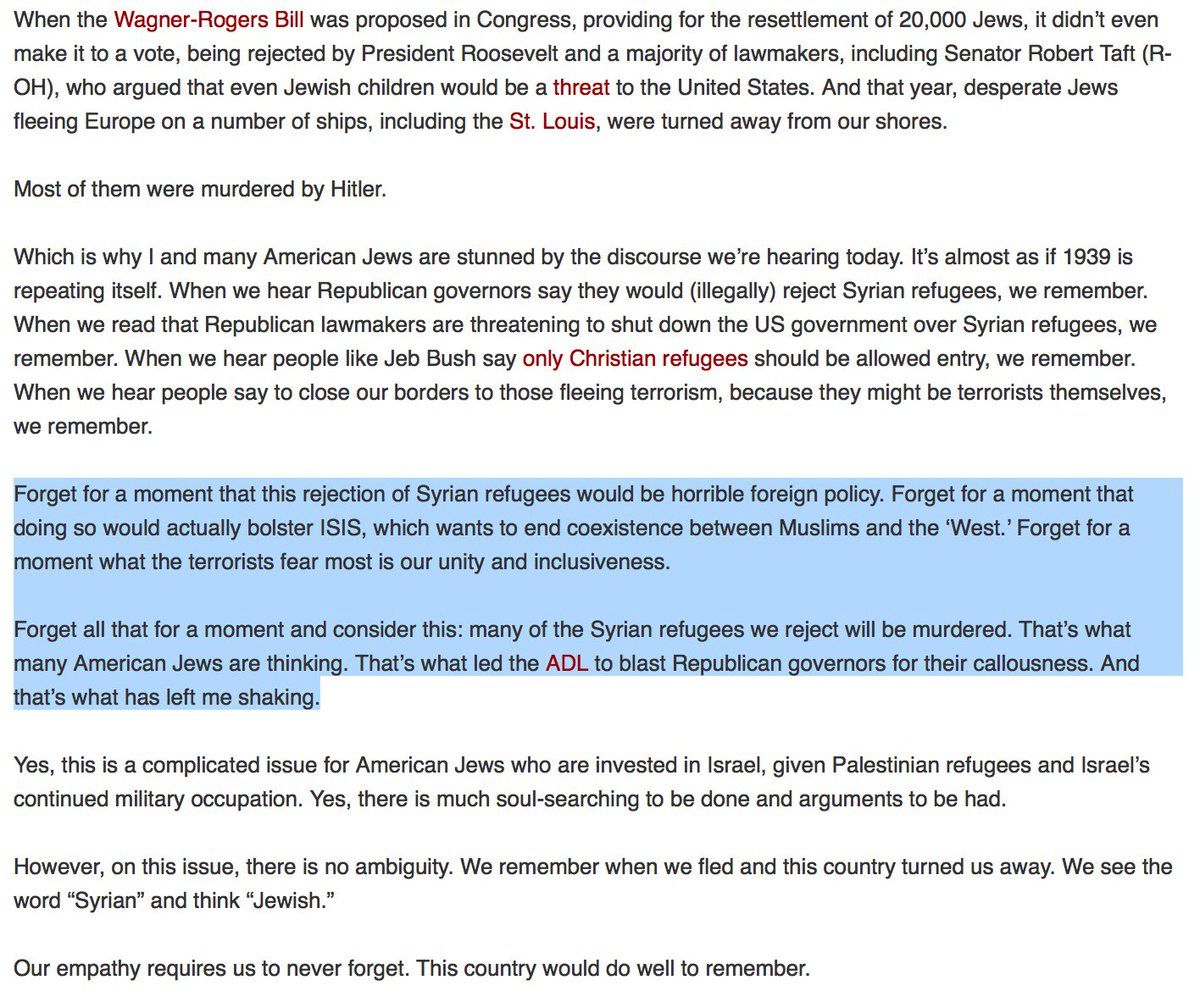 When the Wagner-Rogers Bill was proposed in Congress, providing for the resettlement of 20,000 Jews, it didn’t even
make it to a vote, being rejected by President Roosevelt and a majority of lawmakers, including Senator Robert Taft (R-
OH), who argued that even Jewish children would be a threat to the United States. And that year, desperate Jews
fleeing Europe on a number of ships, including the St. Louis, were turned away from our shores.
Most of them were murdered by Hitler.
Which is why I and many American Jews are stunned by the discourse we’re hearing today. It’s almost as if 1939 is
repeating itself. When we hear Republican governors say they would (illegally) reject Syrian refugees, we remember.
When we read that Republican lawmakers are threatening to shut down the US government over Syrian refugees, we
remember. When we hear people like Jeb Bush say only Christian refugees should be allowed entry, we remember.
When we hear people say to close our borders to those fleeing terrorism, because they might be terrorists themselves,
we remember.
Forget for a moment that this rejection of Syrian refugees would be horrible foreign policy. Forget for a moment that
doing so would actually bolster ISIS, which wants to end coexistence between Muslims and the ‘West.’ Forget for a
moment what the terrorists fear most is our unity and inclusiveness.
Forget all that for a moment and consider this: many of the Syrian refugees we reject will be murdered. That’s what
many American Jews are thinking. That’s what led the ADL to blast Republican governors for their callousness. And
that’s what has left me shaking.
Yes, this is a complicated issue for American Jews who are invested in Israel, given Palestinian refugees and Israel’s
continued military occupation. Yes, there is much soul-searching to be done and arguments to be had.
However, on this issue, there is no ambiguity. We remember when we fled and this country turned us away. We see the
word “Syrian” and think “Jewish.”
Our empathy requires us to never forget. This country would do well to remember.